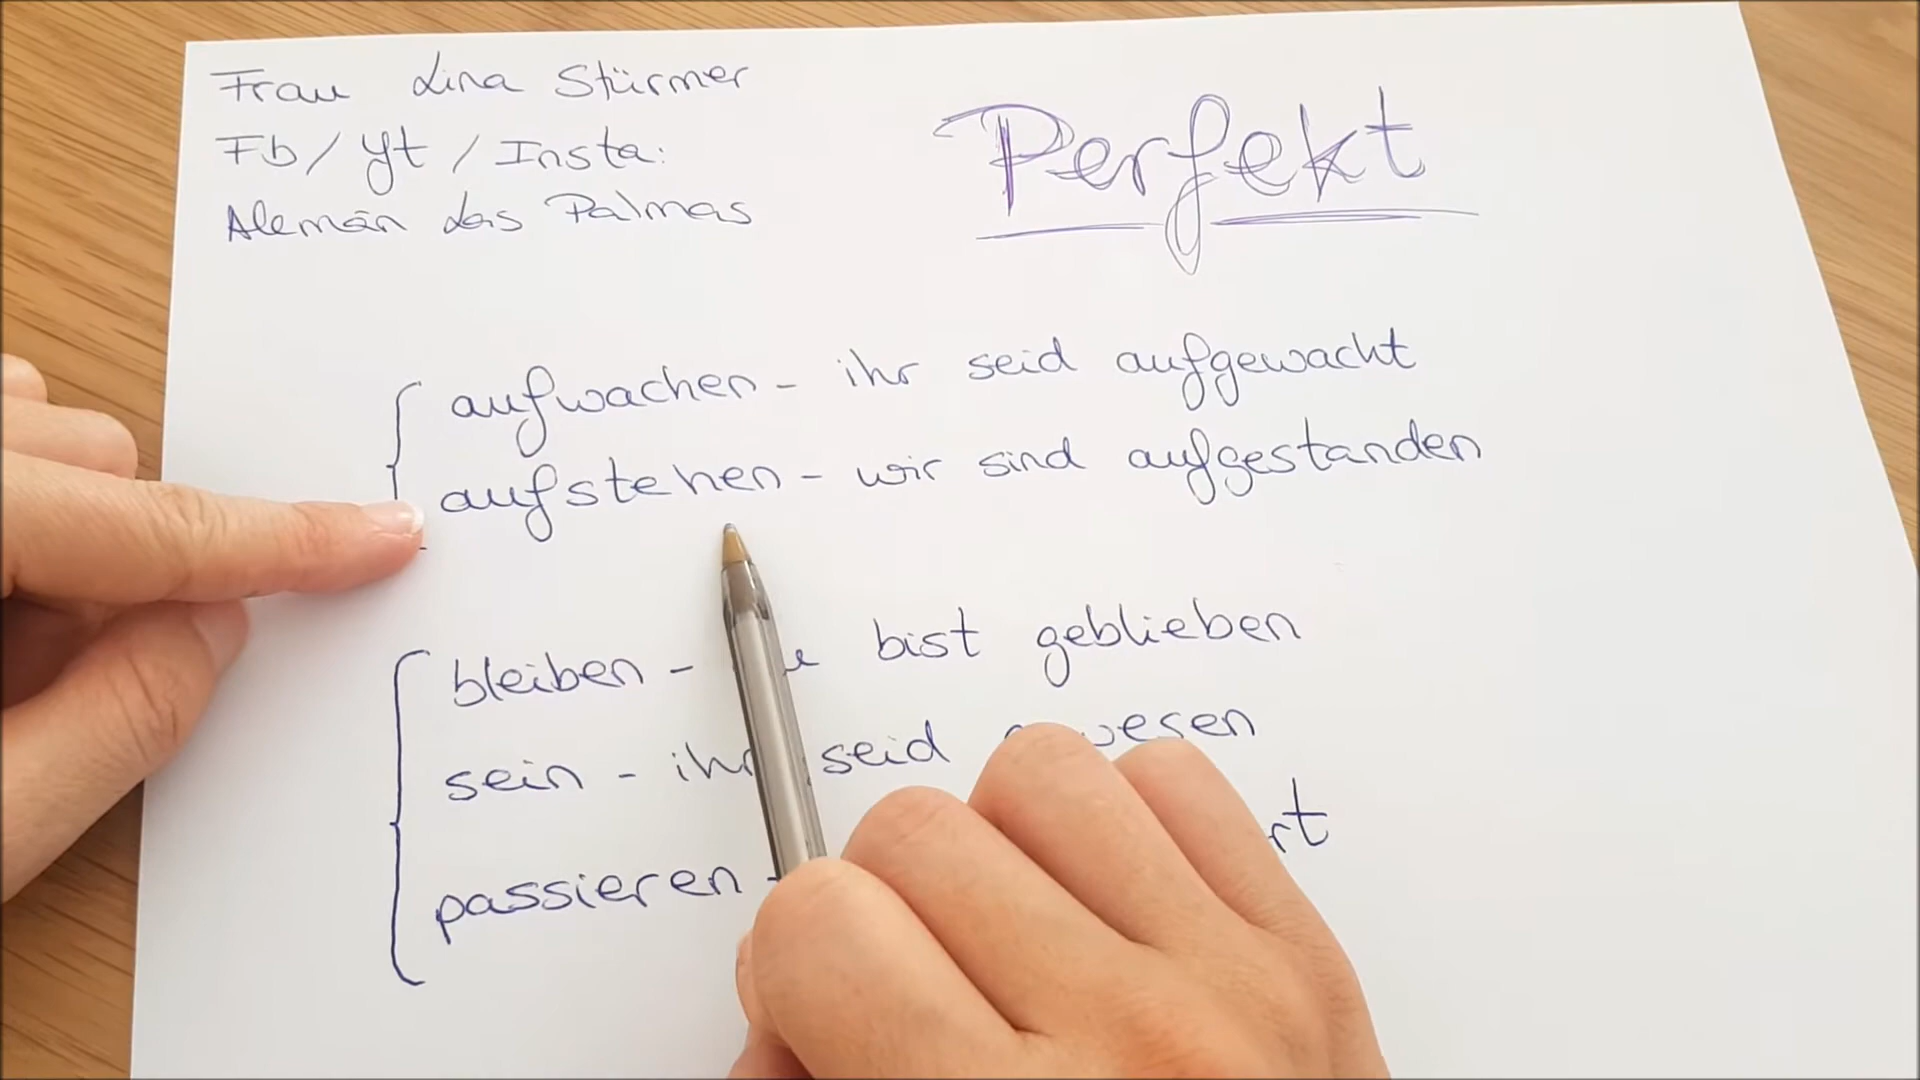 Frau Lina Stürmer
Fb / yt / Insta:
Alemán Las Palmas
Perfekt
aufwachen - ihr seid aufgewacht
aufstehen - wir sind aufgestanden
bleiben - bist geblieben
sein - ihr seid
passieren -